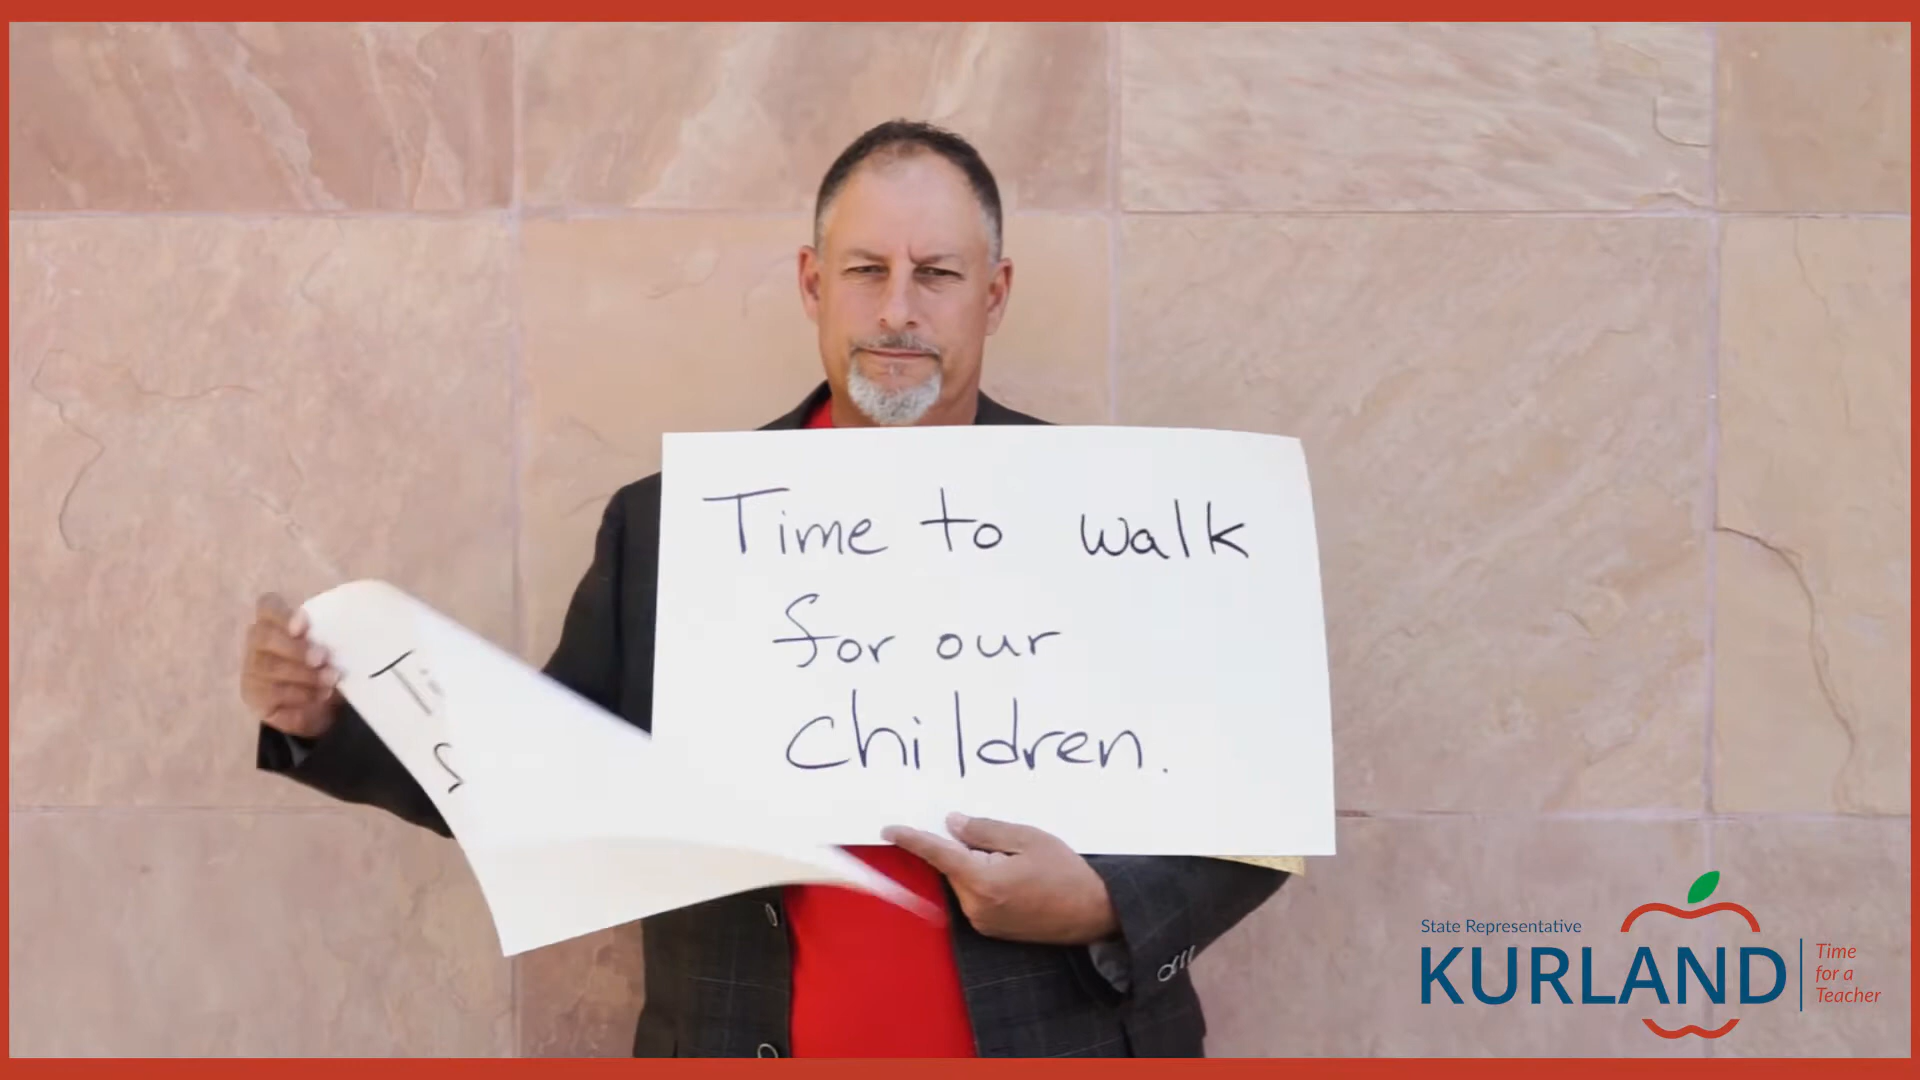 Time to walk
for our
children.
State Representative
KURLAND
Time
for a
Teacher